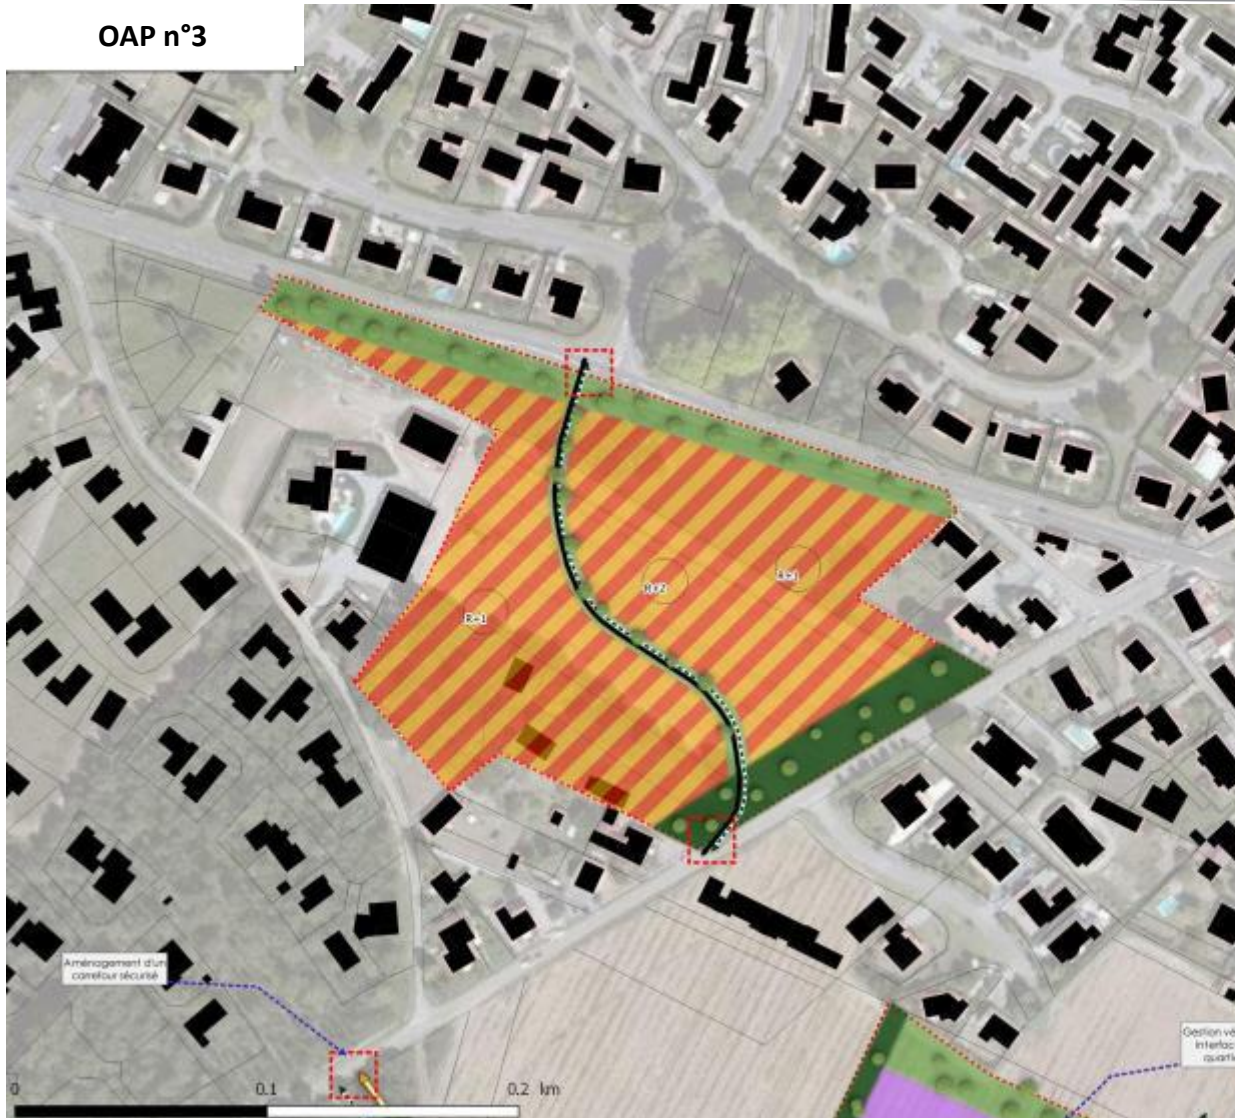 OAP n°3
R+2
R+1
R+1
Aménagement d'un
carrefour sécurisé
Gestion vé
interfac
quarti
0 0.1 0.2 km